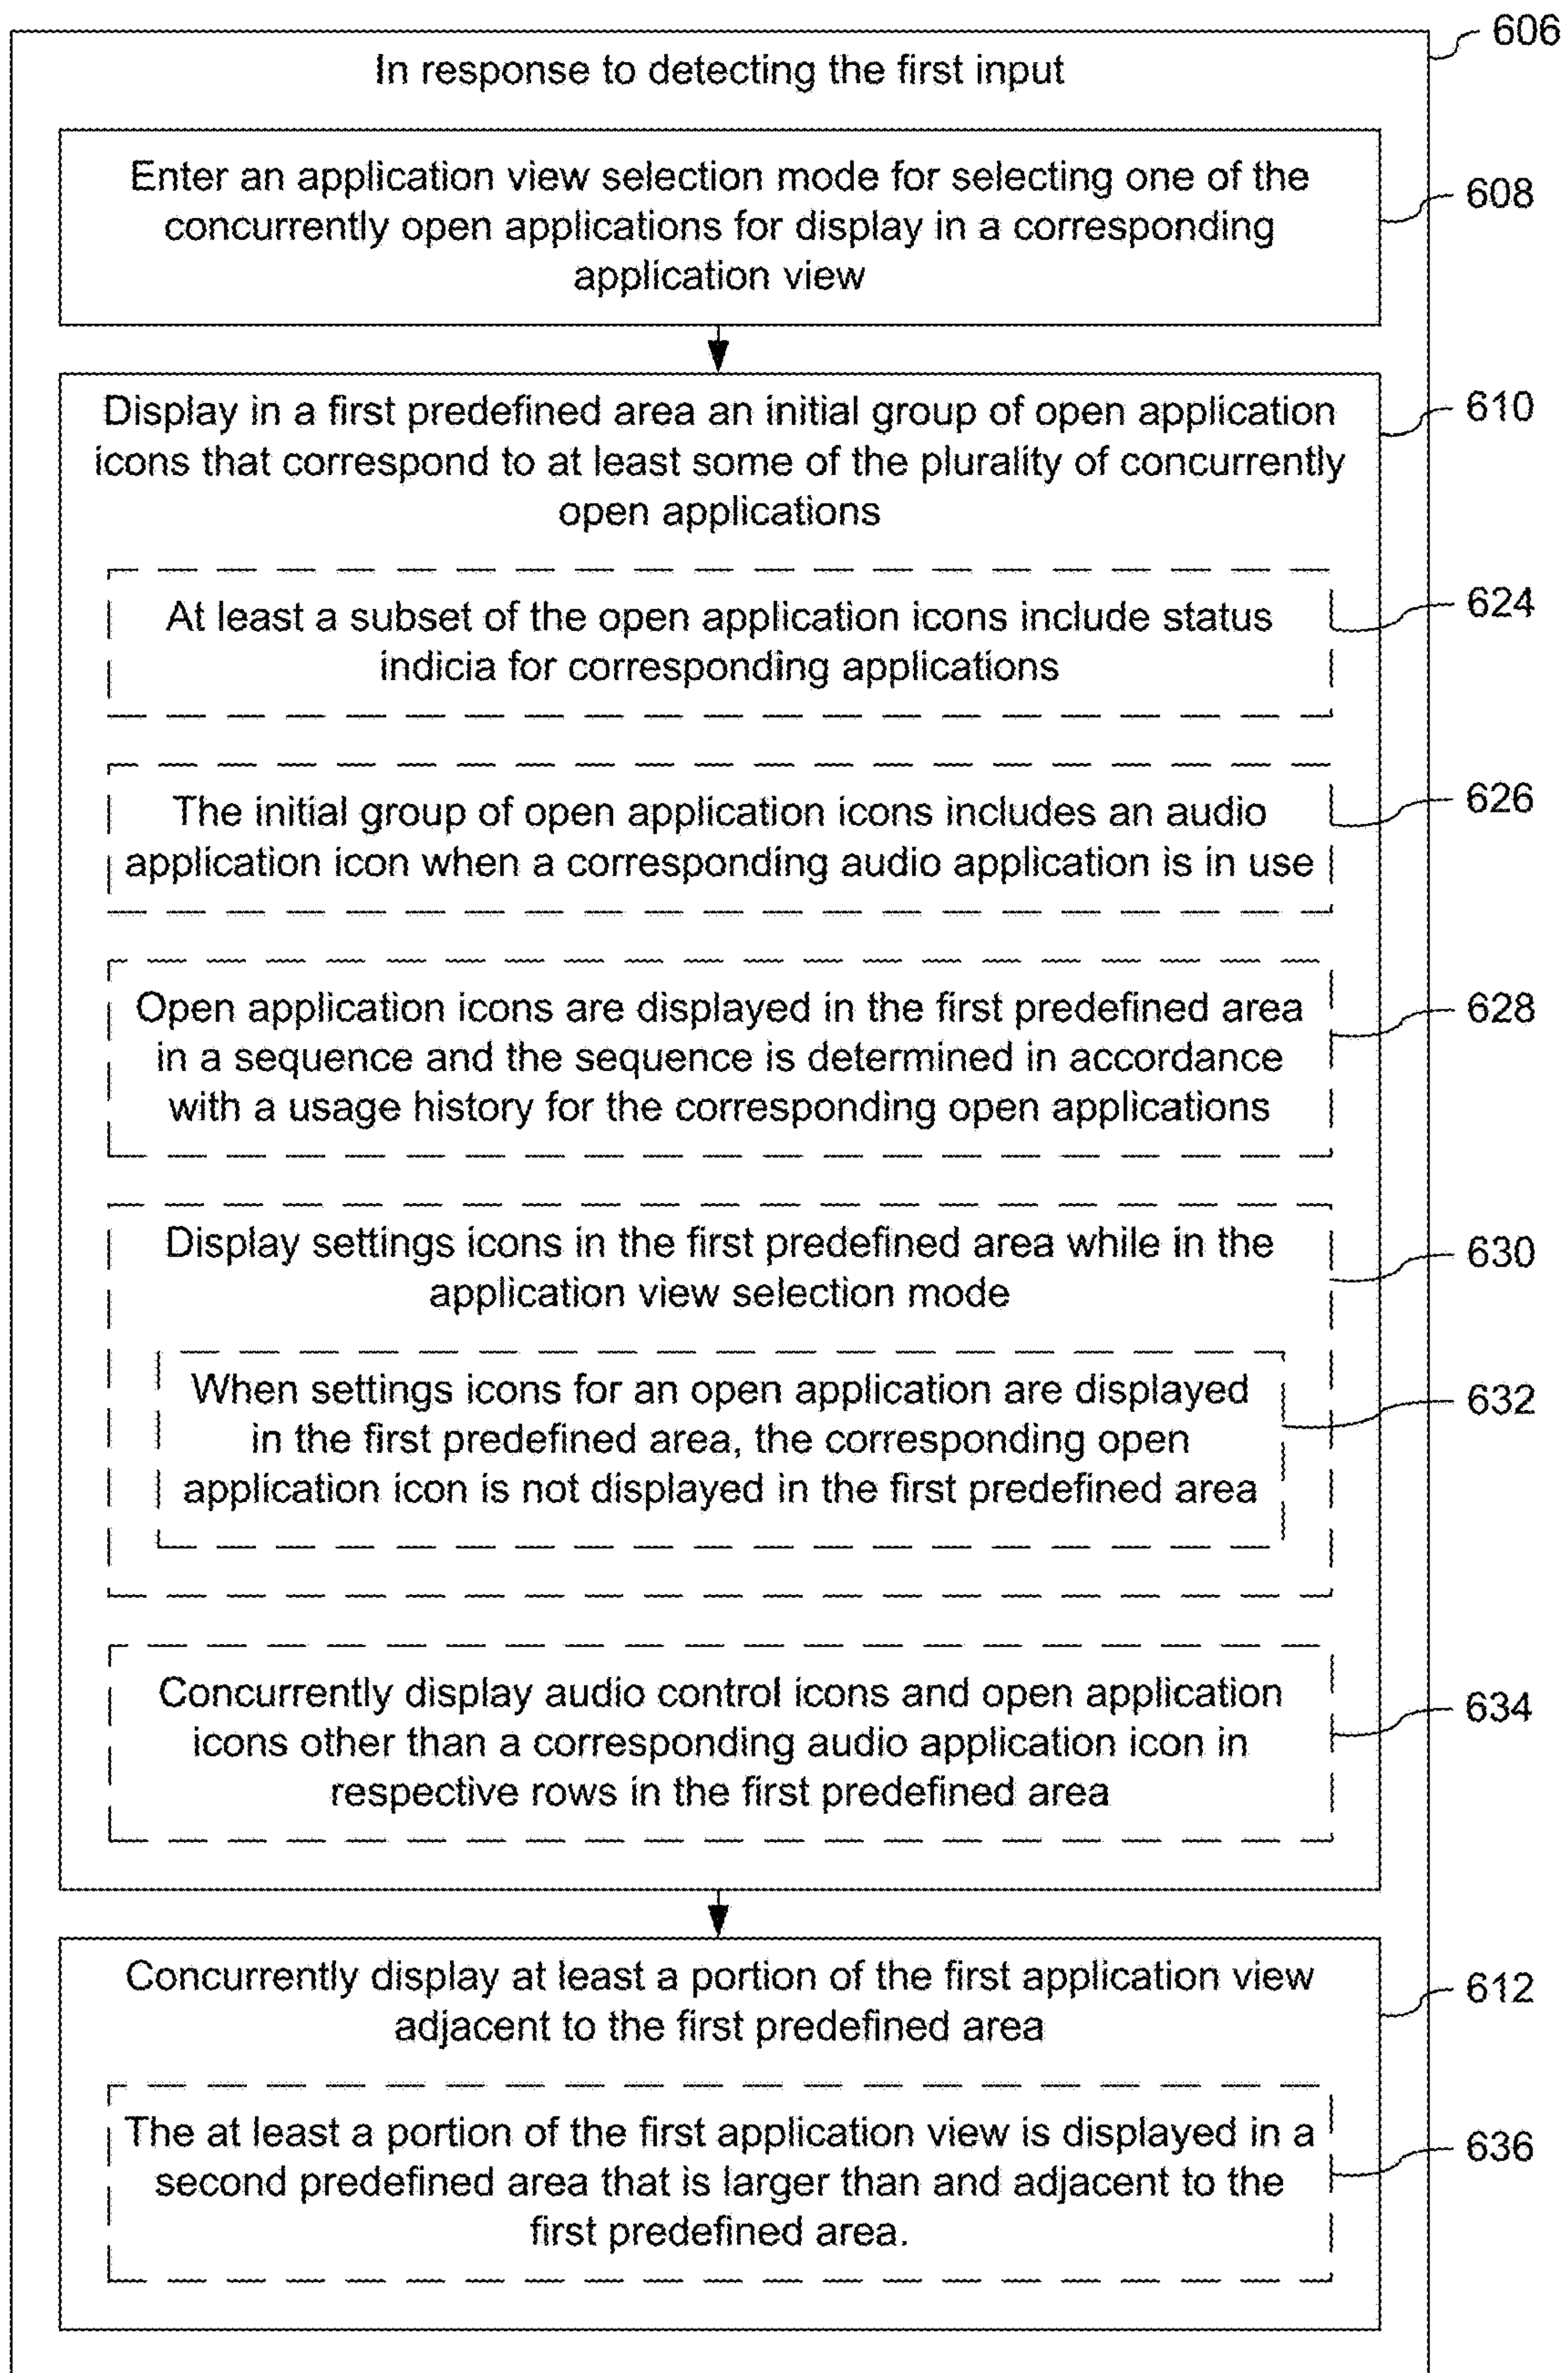 606
In response to detecting the first input
Enter an application view selection mode for selecting one of the
concurrently open applications for display in a corresponding
application view
608
Display in a first predefined area an initial group of open application
icons that correspond to at least some of the plurality of concurrently
open applications
610
At least a subset of the open application icons include status
indicia for corresponding applications
624
The initial group of open application icons includes an audio
application icon when a corresponding audio application is in use
626
Open application icons are displayed in the first predefined area
in a sequence and the sequence is determined in accordance
with a usage history for the corresponding open applications
628
Display settings icons in the first predefined area while in the
application view selection mode
630
When settings icons for an open application are displayed
in the first predefined area, the corresponding open
application icon is not displayed in the first predefined area
632
Concurrently display audio control icons and open application
icons other than a corresponding audio application icon in
respective rows in the first predefined area
634
Concurrently display at least a portion of the first application view
adjacent to the first predefined area
612
The at least a portion of the first application view is displayed in a
second predefined area that is larger than and adjacent to the
first predefined area.
636